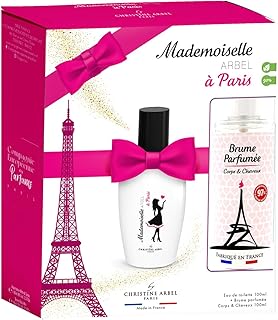 Mademoiselle
ARBEL
à Paris
Compagnie
Européenne
des
Parfums
PARIS
Mademoiselle
à Paris
CHRISTINE ARBEL
Brume
Parfumée
Corps & Cheveux
97%
FABRIQUÉ EN FRANCE
BY
CHRISTINE ARBEL
PARIS
Made in France
Eau de toilette 100ml
+ Brume parfumée
Corps & Cheveux 100ml